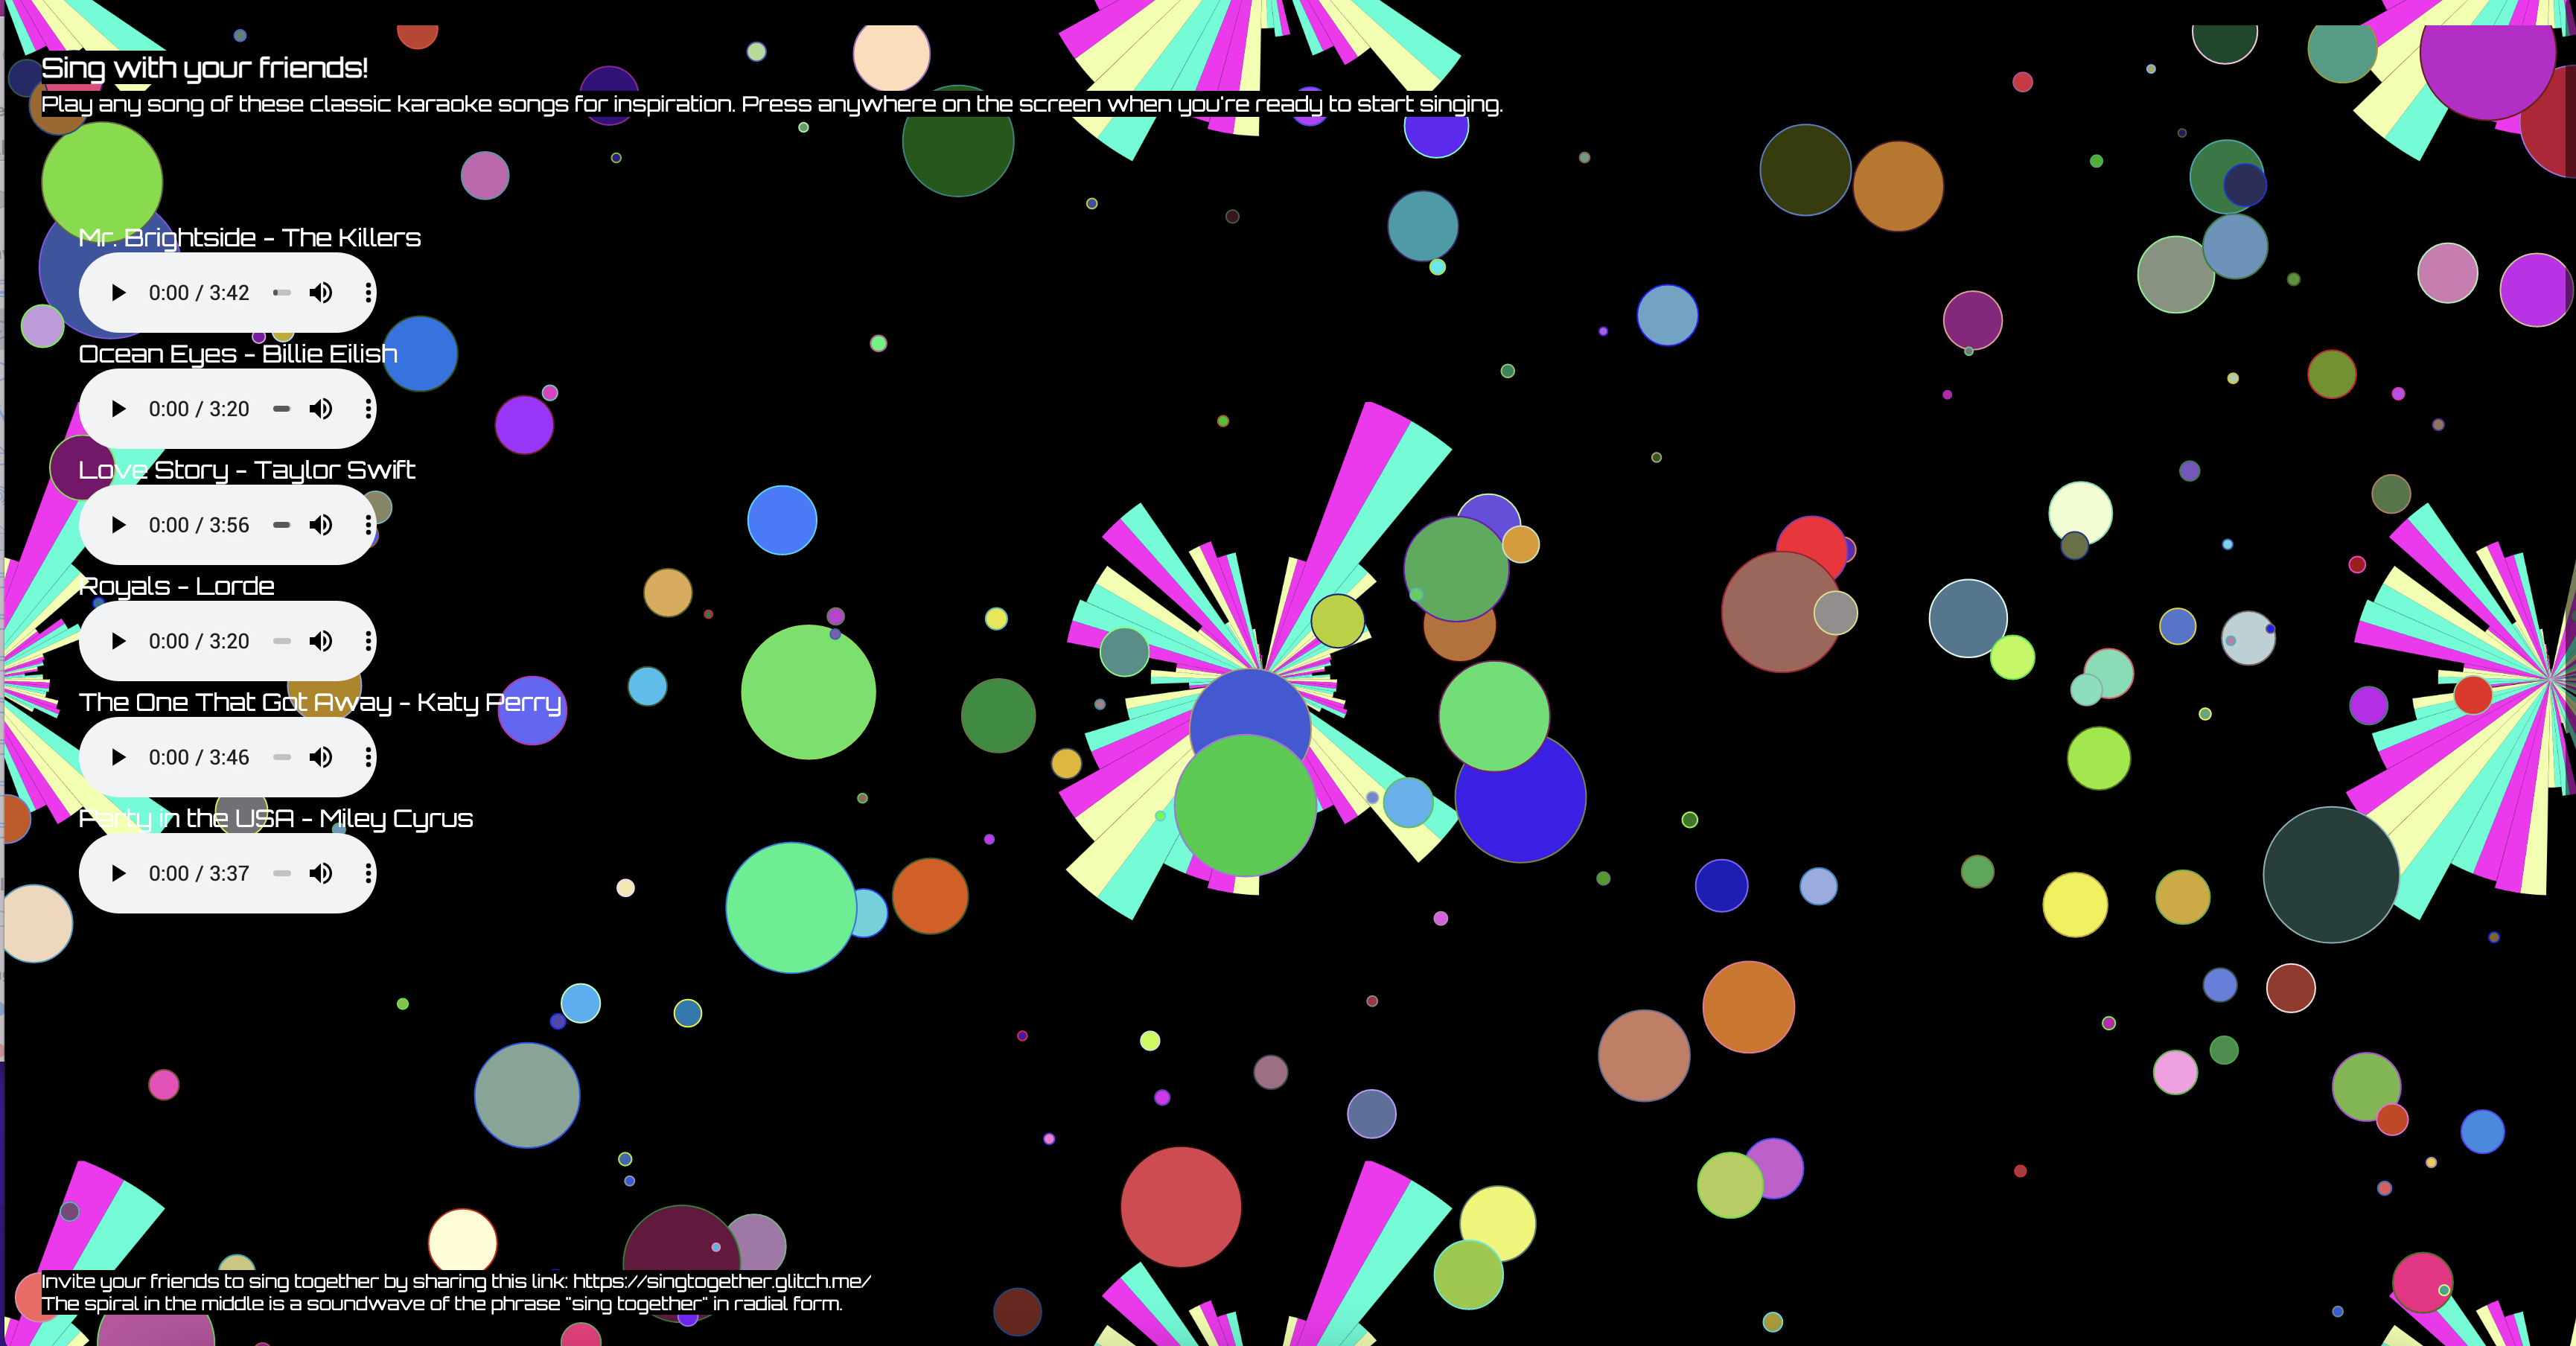 Sing with your friends!
Play any song of these classic karaoke songs for inspiration. Press anywhere on the screen when you're ready to start singing.
Mr. Brightside - The Killers
0:00 / 3:42
Ocean Eyes - Billie Eilish
0:00 / 3:20
Love Story - Taylor Swift
0:00 / 3:56
Royals - Lorde
0:00 / 3:20
The One That Got Away - Katy Perry
0:00 / 3:46
Party in the USA - Miley Cyrus
0:00 / 3:37
Invite your friends to sing together by sharing this link: https://singtogether.glitch.me/
The spiral in the middle is a soundwave of the phrase "sing together" in radial form.